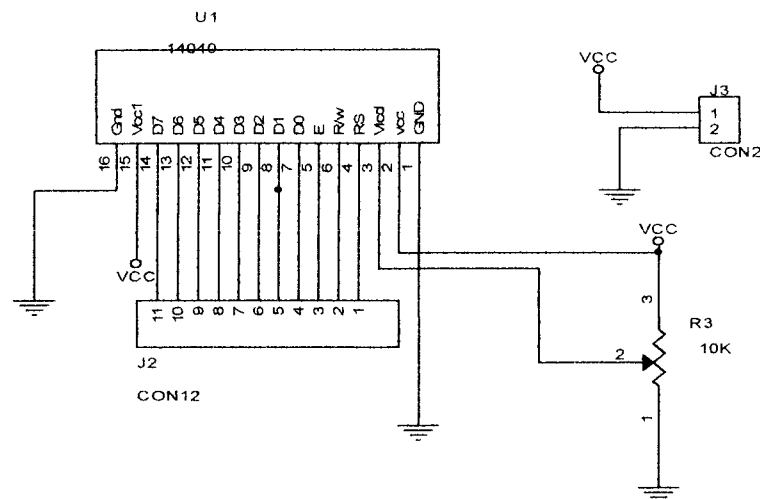 U1
14040
Gnd Vcc1 D7 D6 D5 D4 D3 D2 D1 D0 E R/w RS Vlcd vcc GND
16 15 14 13 12 11 10 9 8 7 5 6 4 3 2 1
VCC
11 10 9 8 7 6 5 4 3 2 1
J2
CON12
VCC
J3
1
2
CON2
VCC
3
R3
10K
2
1